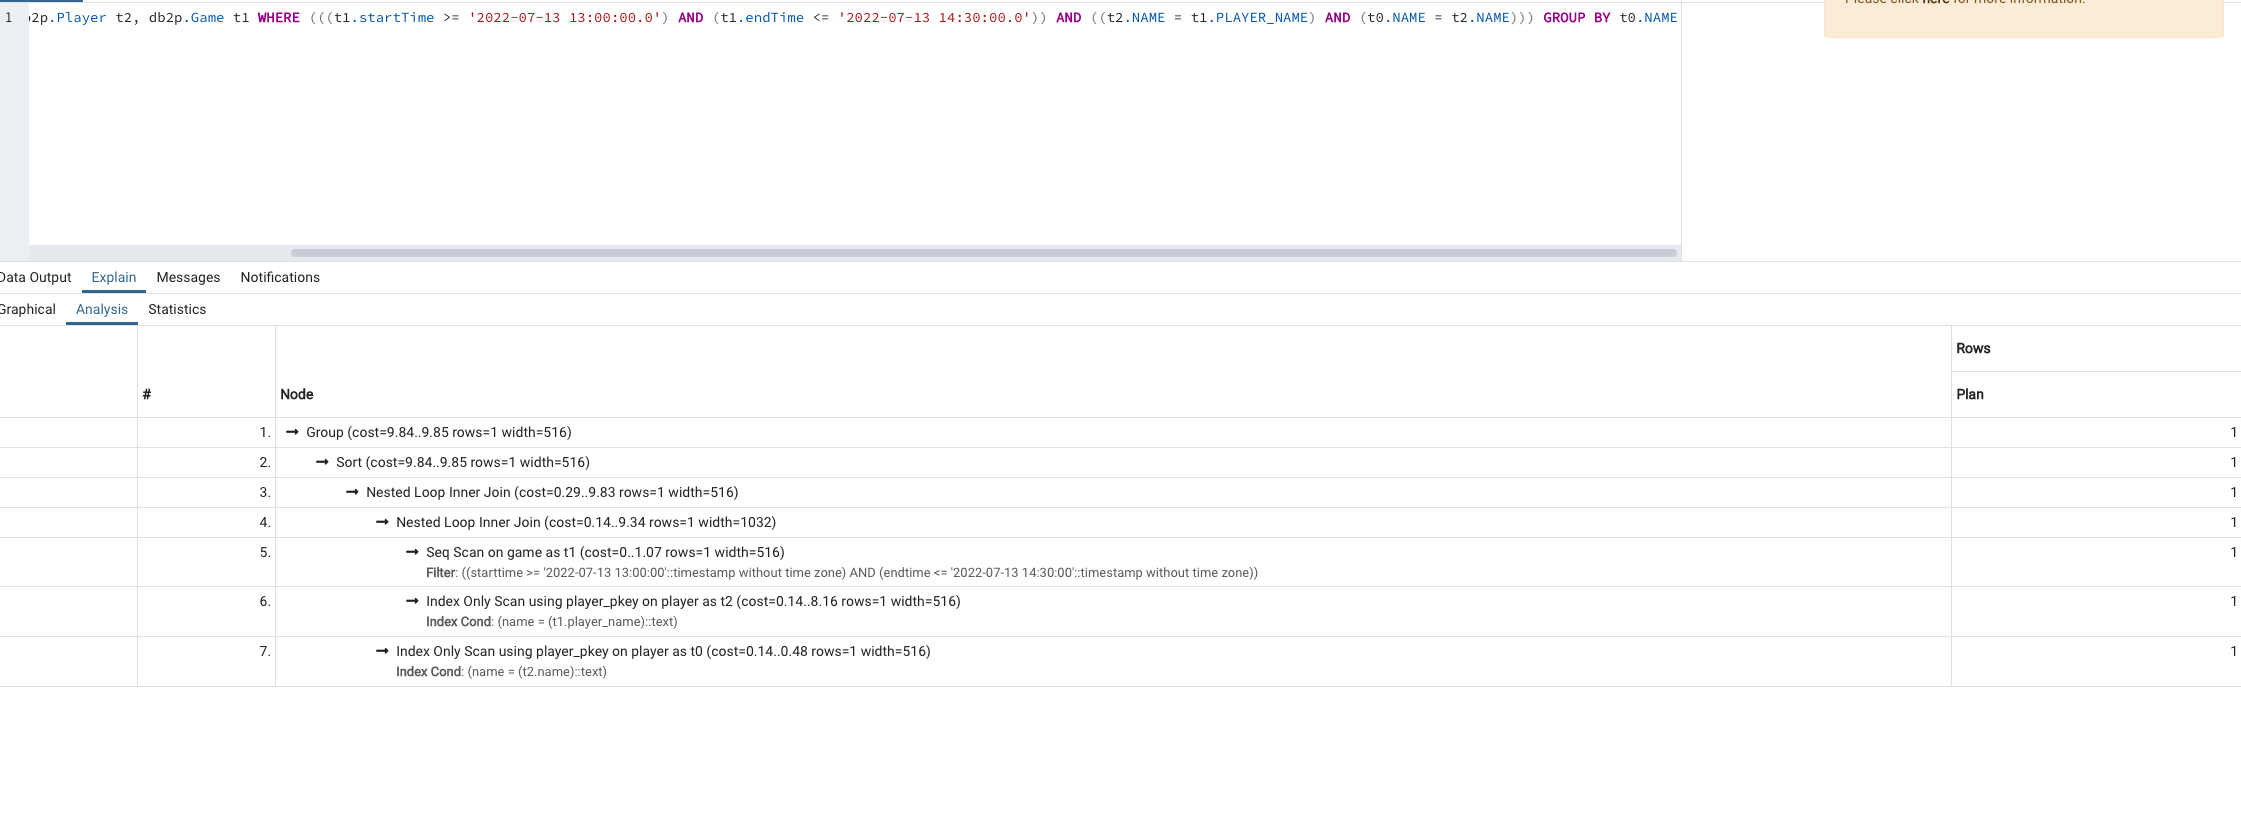 Please click here for more information.
1 2p.Player t2, db2p.Game t1 WHERE (((t1.startTime >= '2022-07-13 13:00:00.0') AND (t1.endTime <= '2022-07-13 14:30:00.0')) AND ((t2.NAME = t1.PLAYER_NAME) AND (t0.NAME = t2.NAME))) GROUP BY t0.NAME
Data Output Explain Messages Notifications
Graphical Analysis Statistics
Rows
# Node Plan
1. Group (cost=9.84..9.85 rows=1 width=516) 1
2. Sort (cost=9.84..9.85 rows=1 width=516) 1
3. Nested Loop Inner Join (cost=0.29..9.83 rows=1 width=516) 1
4. Nested Loop Inner Join (cost=0.14..9.34 rows=1 width=1032) 1
5. Seq Scan on game as t1 (cost=0..1.07 rows=1 width=516) 1
Filter: ((starttime >= '2022-07-13 13:00:00'::timestamp without time zone) AND (endtime <= '2022-07-13 14:30:00'::timestamp without time zone))
6. Index Only Scan using player_pkey on player as t2 (cost=0.14..8.16 rows=1 width=516) 1
Index Cond: (name = (t1.player_name)::text)
7. Index Only Scan using player_pkey on player as t0 (cost=0.14..0.48 rows=1 width=516) 1
Index Cond: (name = (t2.name)::text)